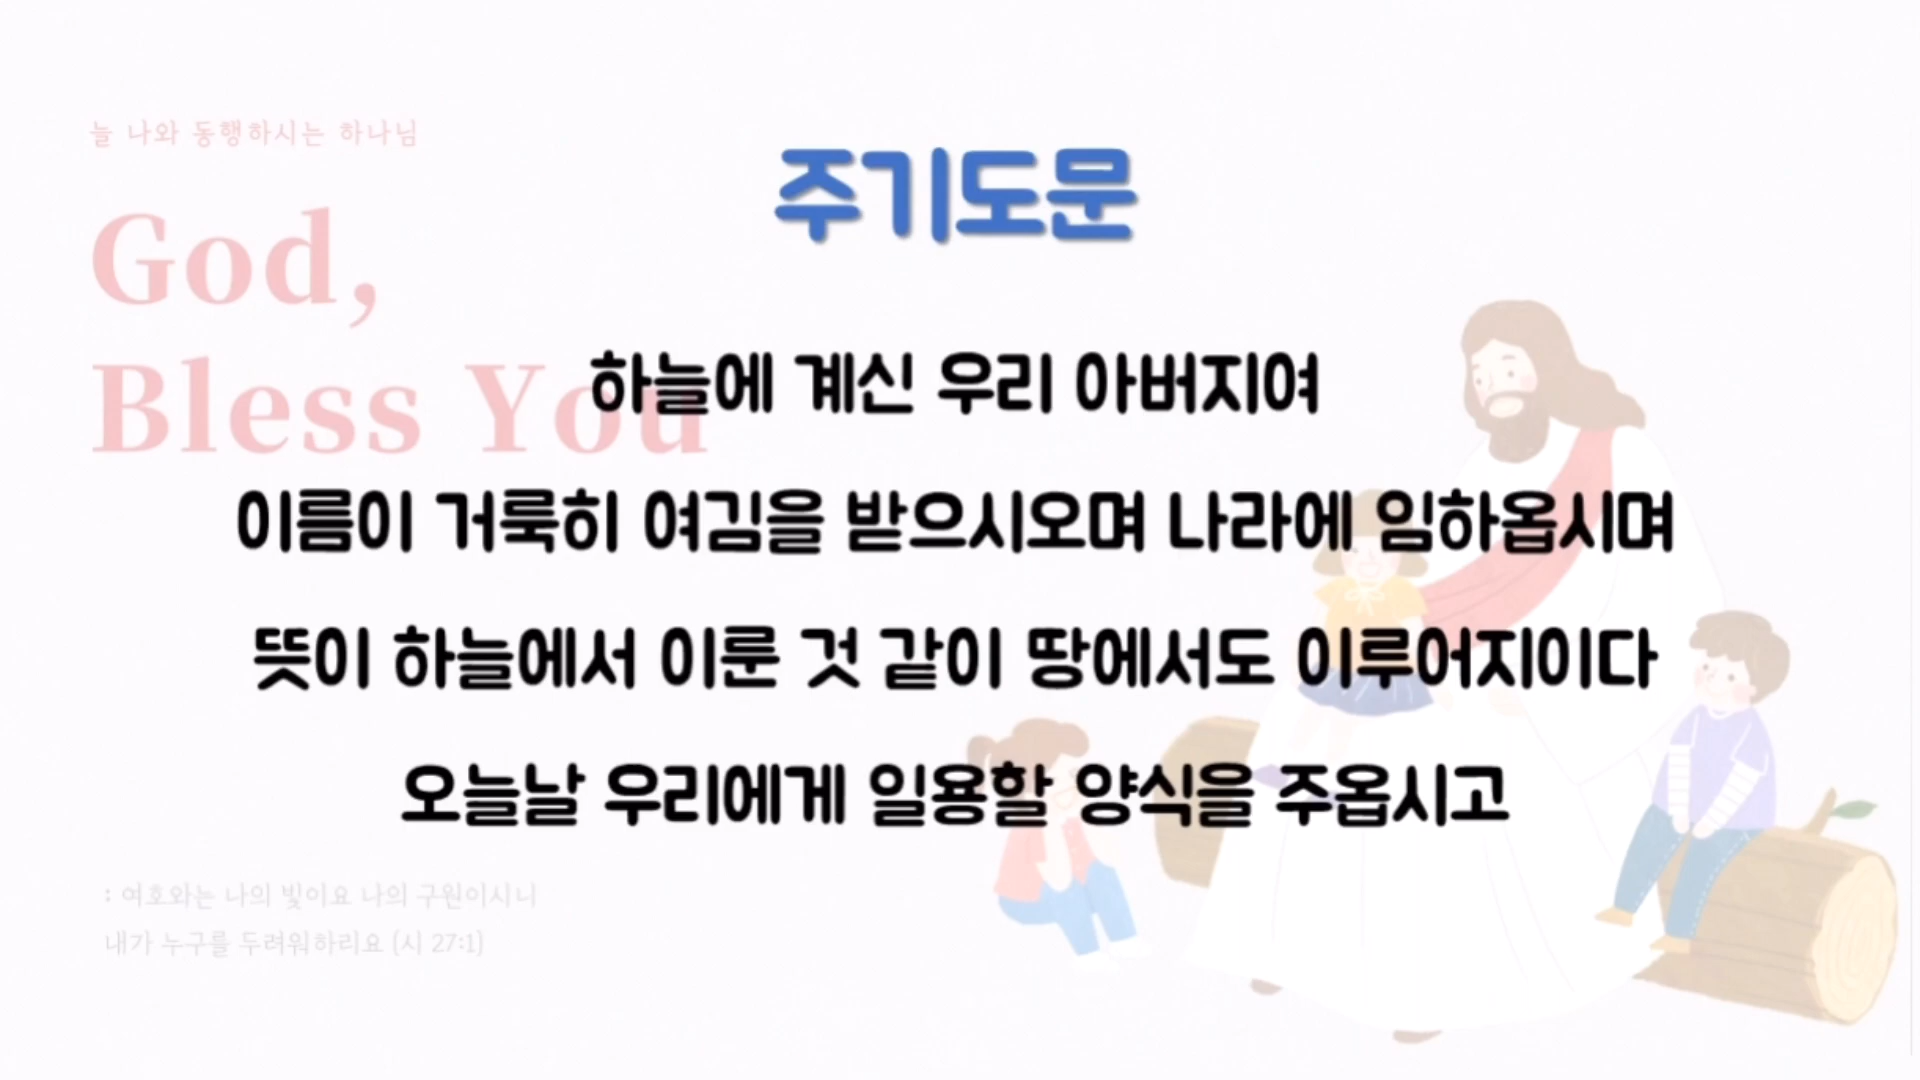 늘 나와 동행하시는 하나님
God,
Bless You
주기도문
하늘에 계신 우리 아버지여
이름이 거룩히 여김을 받으시오며 나라에 임하옵시며
뜻이 하늘에서 이룬 것 같이 땅에서도 이루어지이다
오늘날 우리에게 일용할 양식을 주옵시고
: 여호와는 나의 빛이요 나의 구원이시니
내가 누구를 두려워하리요 (시 27:1)